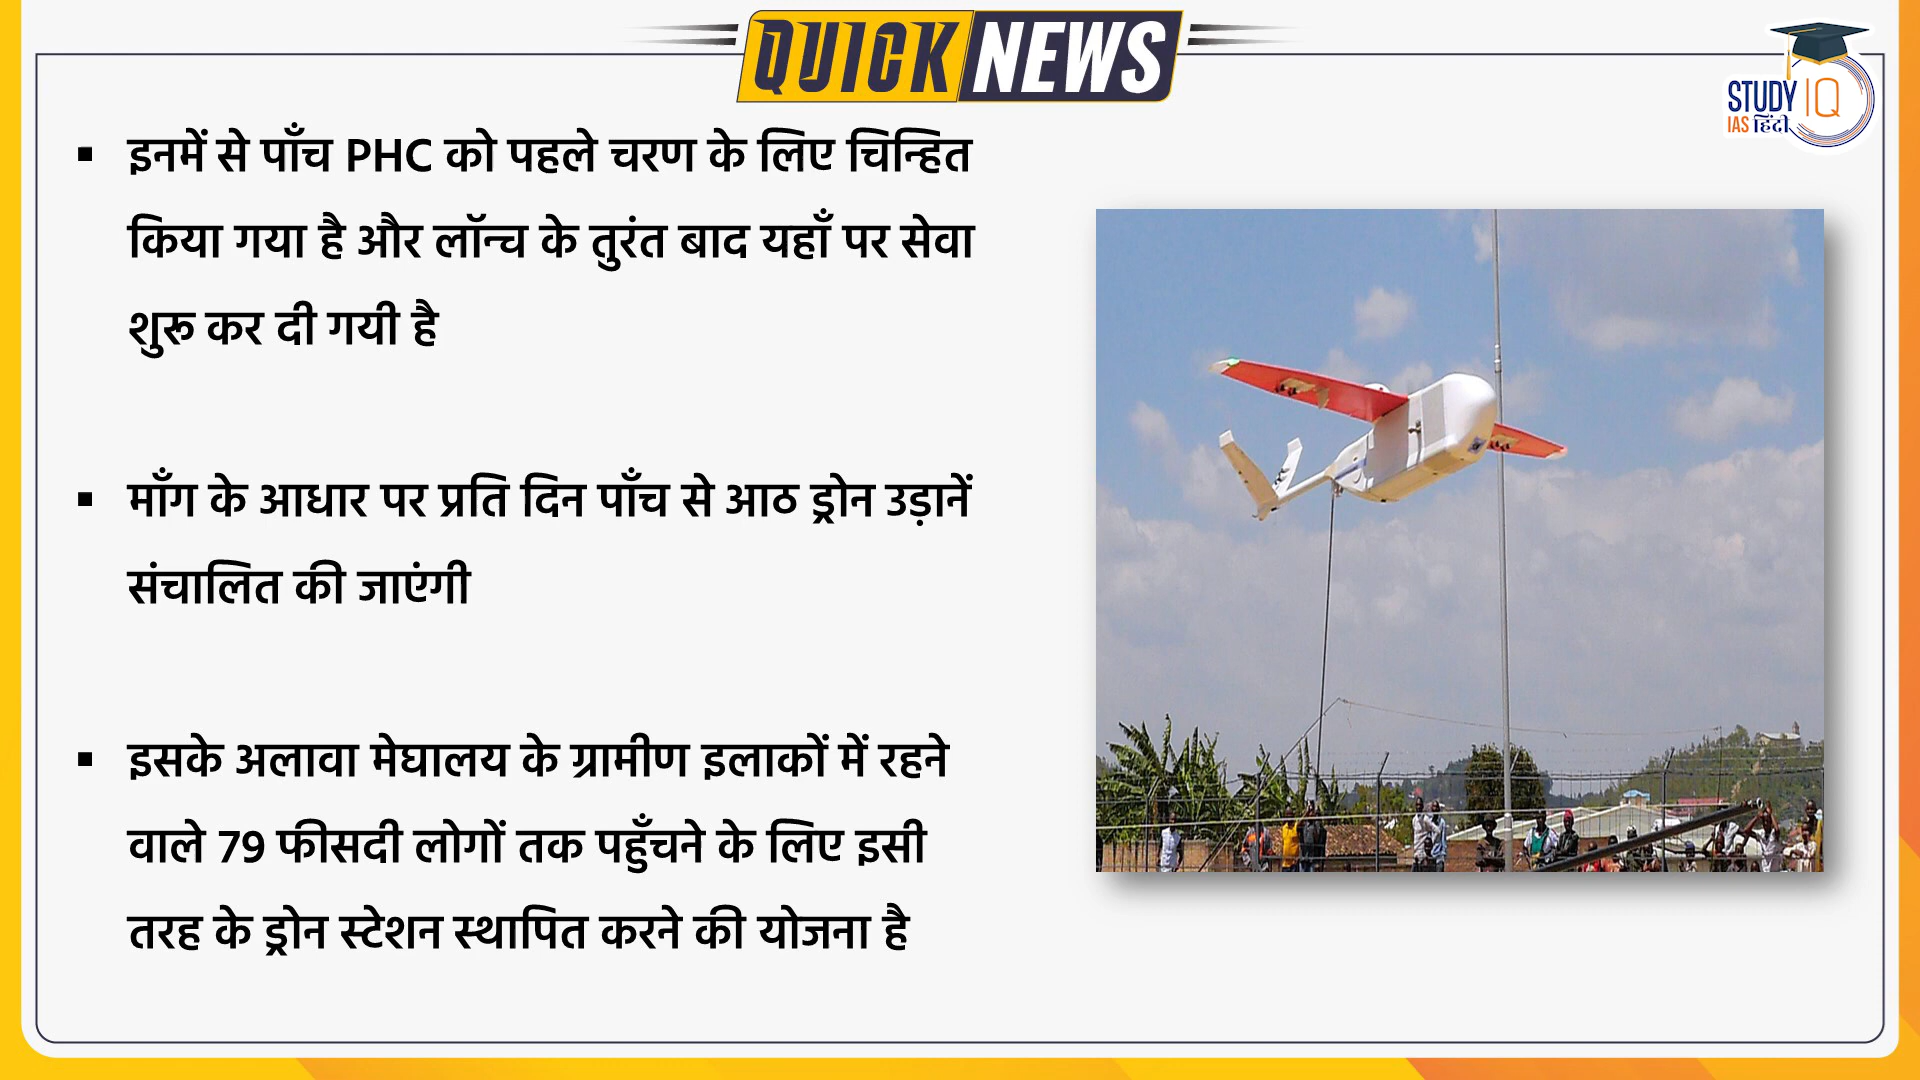 QUICK NEWS
STUDY IQ
IAS हिंदी
इनमें से पाँच PHC को पहले चरण के लिए चिन्हित
किया गया है और लॉन्च के तुरंत बाद यहाँ पर सेवा
शुरू कर दी गयी है
माँग के आधार पर प्रति दिन पाँच से आठ ड्रोन उड़ानें
संचालित की जाएंगी
इसके अलावा मेघालय के ग्रामीण इलाकों में रहने
वाले 79 फीसदी लोगों तक पहुँचने के लिए इसी
तरह के ड्रोन स्टेशन स्थापित करने की योजना है